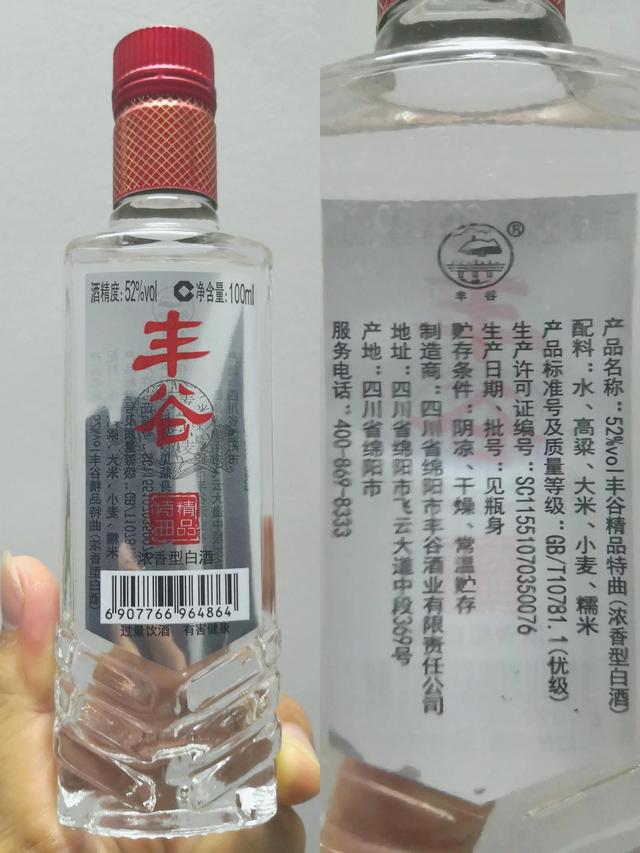 酒精度:52%vol
净含量:100ml
丰谷
精品
特曲
浓香型白酒
6 907766 964864
过量饮酒 有害健康
®
丰谷
产品名称:52%vol丰谷精品特曲(浓香型白酒)
配料:水、高粱、大米、小麦、糯米
产品标准号及质量等级:GB/T10781.1(优级)
生产许可证编号:SC11551070350076
生产日期、批号:见瓶身
贮存条件:阴凉、干燥、常温贮存
制造商:四川省绵阳市丰谷酒业有限责任公司
地址:四川省绵阳市飞云大道中段369号
产地:四川省绵阳市
服务电话:400-869-8333